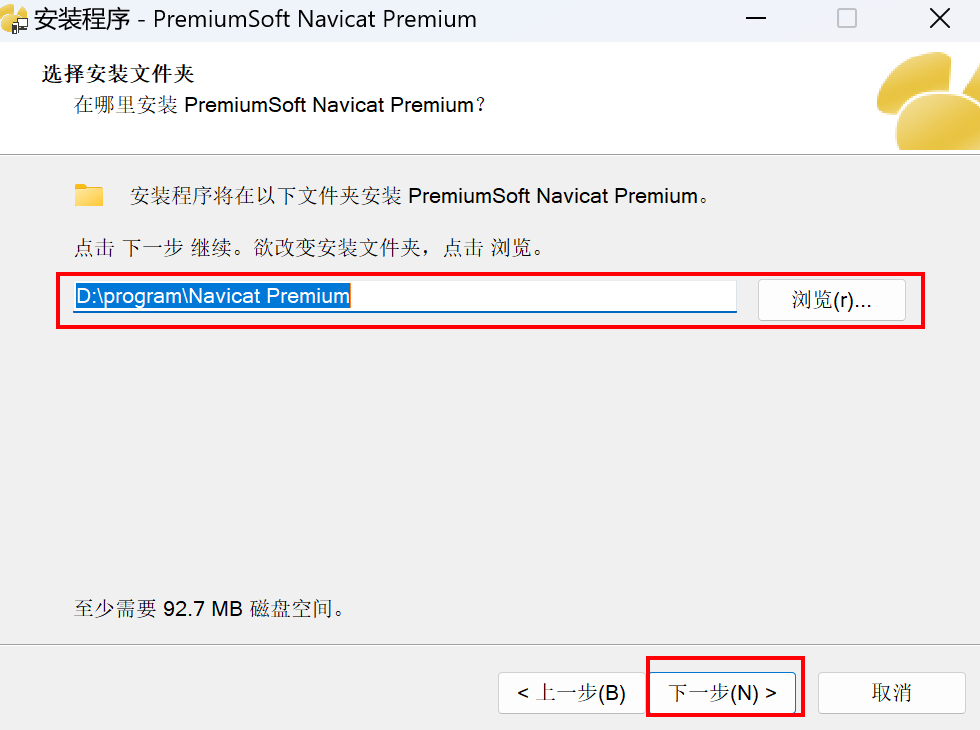 安装程序 - PremiumSoft Navicat Premium
选择安装文件夹
在哪里安装 PremiumSoft Navicat Premium？
安装程序将在以下文件夹安装 PremiumSoft Navicat Premium。
点击 下一步 继续。欲改变安装文件夹，点击 浏览。
D:\program\Navicat Premium
浏览(r)...
至少需要 92.7 MB 磁盘空间。
< 上一步(B)
下一步(N) >
取消